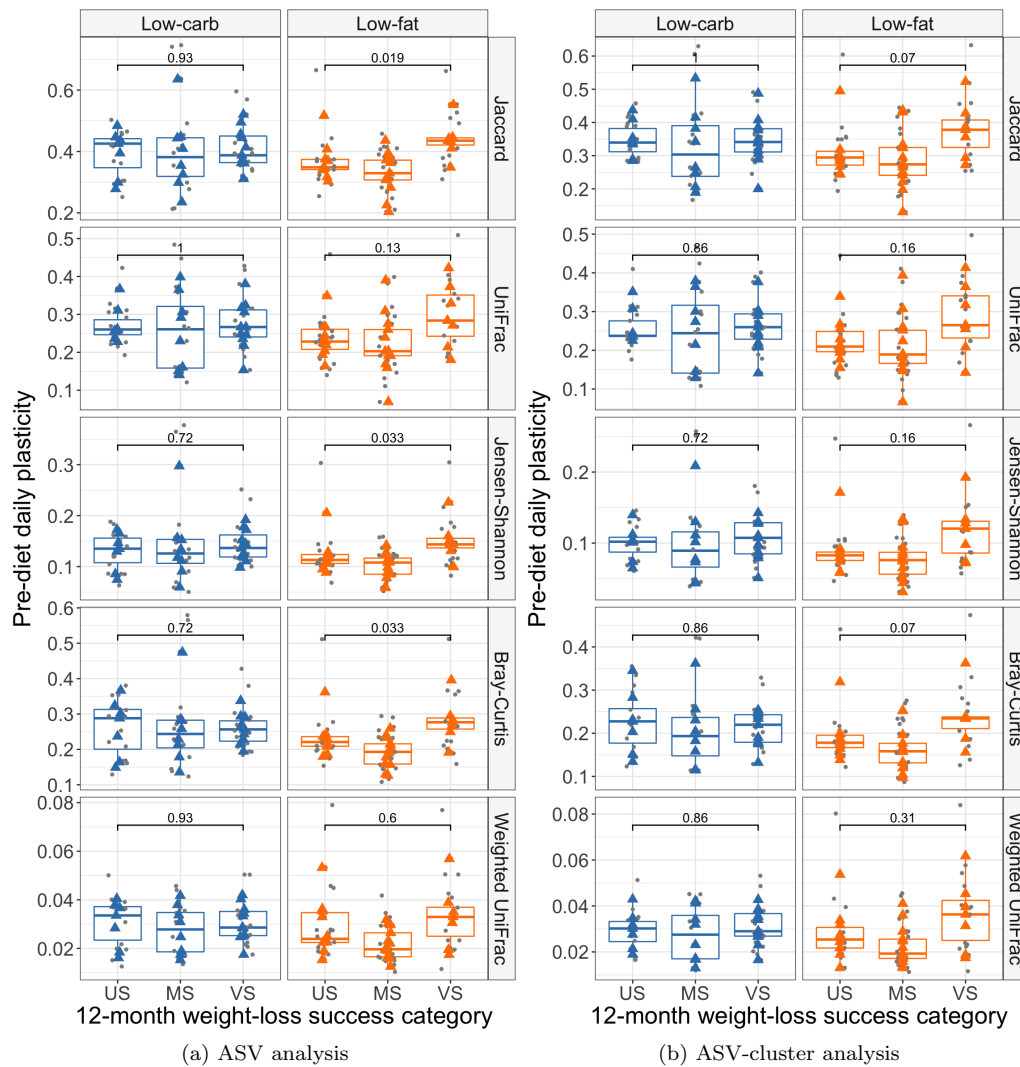 Low-carb Low-fat
0.93 0.019
0.6
0.4
0.2
Jaccard
1 0.13
0.5
0.4
0.3
0.2
0.1
UniFrac
0.72 0.033
0.3
0.2
0.1
Jensen-Shannon
0.72 0.033
0.6
0.5
0.3
0.2
0.1
Bray-Curtis
0.93 0.6
0.08
0.06
0.04
0.02
Weighted UniFrac
Pre-diet daily plasticity
US MS VS US MS VS
12-month weight-loss success category
(a) ASV analysis
Low-carb Low-fat
1 0.07
0.6
0.5
0.4
0.3
0.2
Jaccard
0.86 0.16
0.5
0.4
0.3
0.2
0.1
UniFrac
0.72 0.16
0.2
0.1
Jensen-Shannon
0.86 0.07
0.4
0.3
0.2
0.1
Bray-Curtis
0.86 0.31
0.08
0.06
0.04
0.02
Weighted UniFrac
Pre-diet daily plasticity
US MS VS US MS VS
12-month weight-loss success category
(b) ASV-cluster analysis